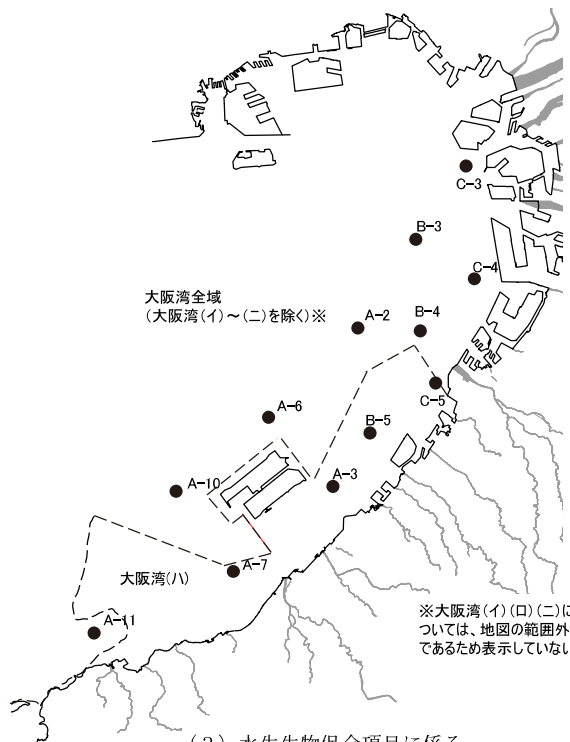 C-3
B-3
C-4
大阪湾全域
(大阪湾(イ)～(ニ)を除く)※
A-2
B-4
C-5
A-6
B-5
A-3
A-10
A-7
大阪湾(ハ)
A-11
※大阪湾(イ)(ロ)(ニ)に
ついては、地図の範囲外
であるため表示していない